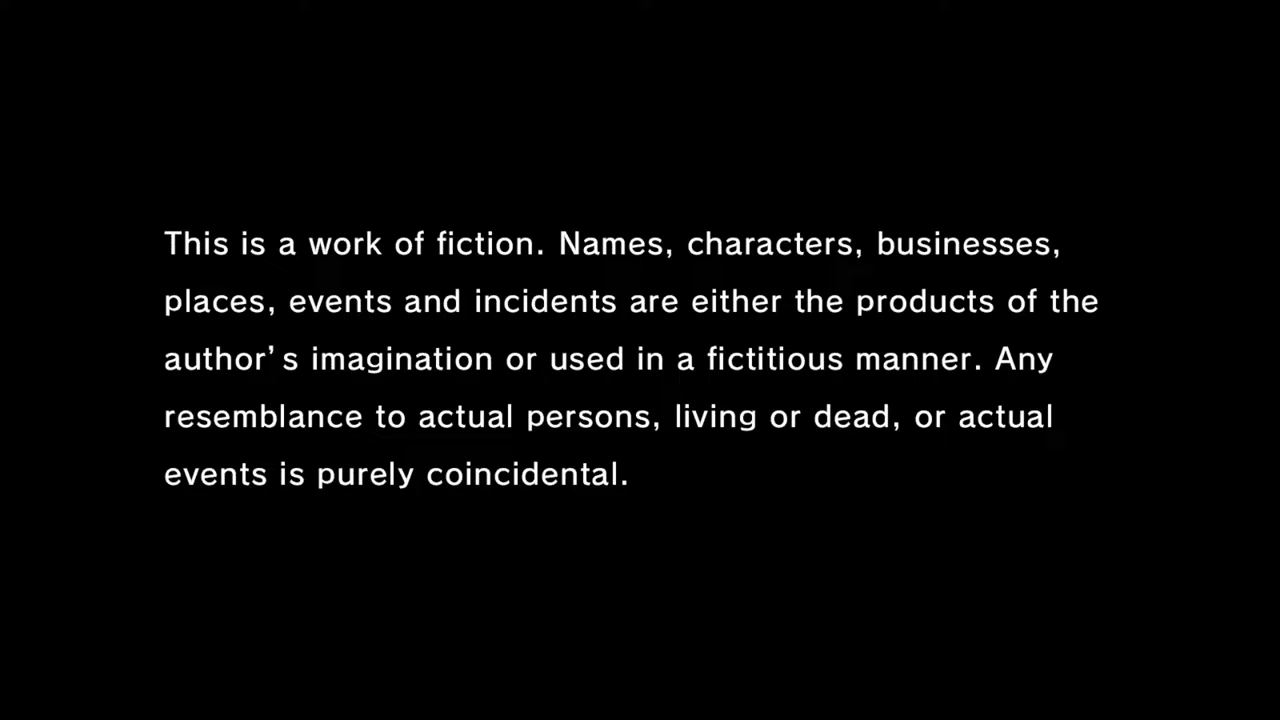 This is a work of fiction. Names, characters, businesses,
places, events and incidents are either the products of the
author’s imagination or used in a fictitious manner. Any
resemblance to actual persons, living or dead, or actual
events is purely coincidental.